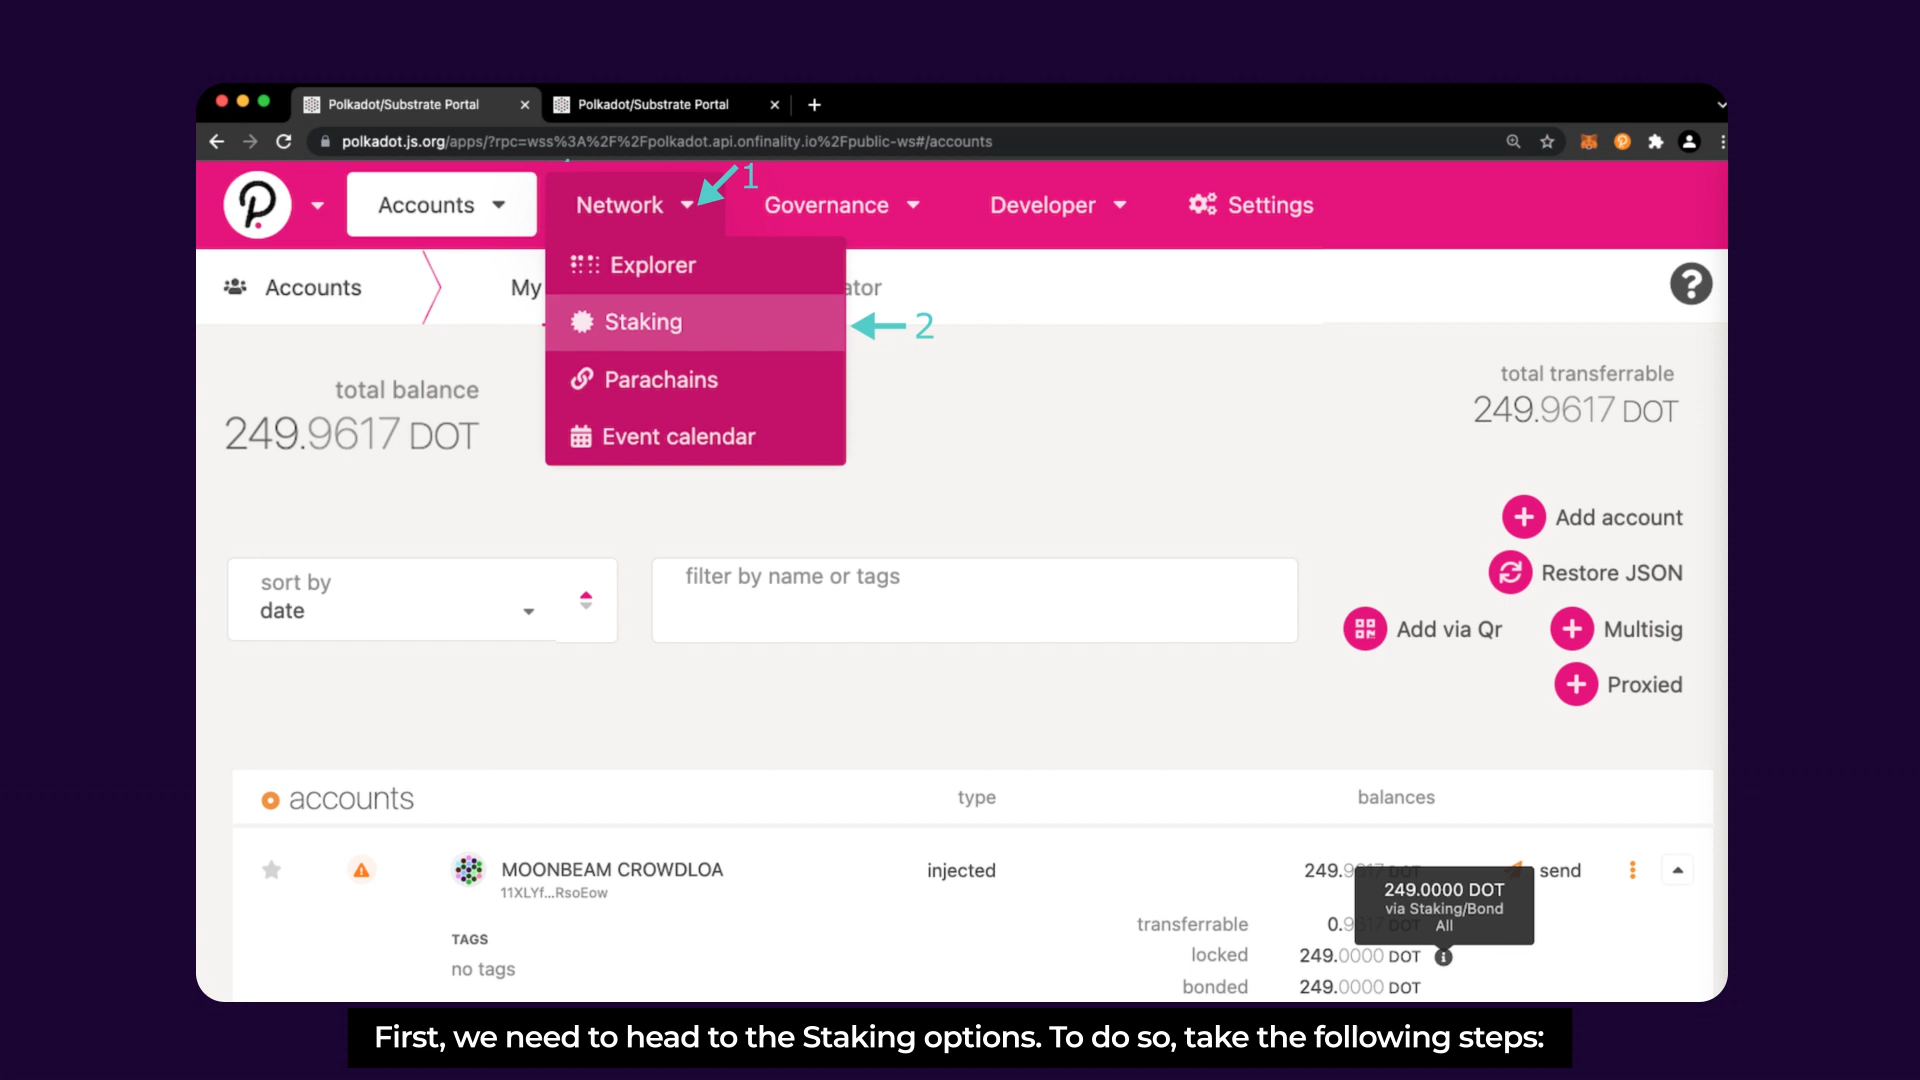 Polkadot/Substrate Portal
Polkadot/Substrate Portal
polkadot.js.org/apps/?rpc=wss%3A%2F%2Fpolkadot.api.onfinality.io%2Fpublic-ws#/accounts
Accounts
Network
1
Governance
Developer
Settings
Explorer
Staking
2
Parachains
Event calendar
Accounts
My
ator
total balance
249.9617 DOT
total transferrable
249.9617 DOT
Add account
Restore JSON
Add via Qr
Multisig
Proxied
sort by
date
filter by name or tags
accounts
type
balances
MOONBEAM CROWDLOA
11XLYf...RsoEow
injected
249.9617 DOT
send
249.0000 DOT
via Staking/Bond
All
TAGS
no tags
transferrable
0.9617 DOT
locked
249.0000 DOT
bonded
249.0000 DOT
First, we need to head to the Staking options. To do so, take the following steps: